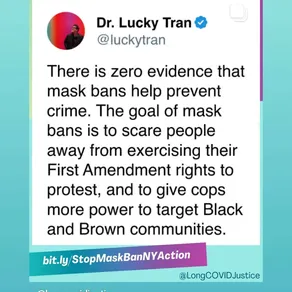 Dr. Lucky Tran
@luckytran
There is zero evidence that
mask bans help prevent
crime. The goal of mask
bans is to scare people
away from exercising their
First Amendment rights to
protest, and to give cops
more power to target Black
and Brown communities.
bit.ly/StopMaskBanNYAction
@LongCOVIDJustice